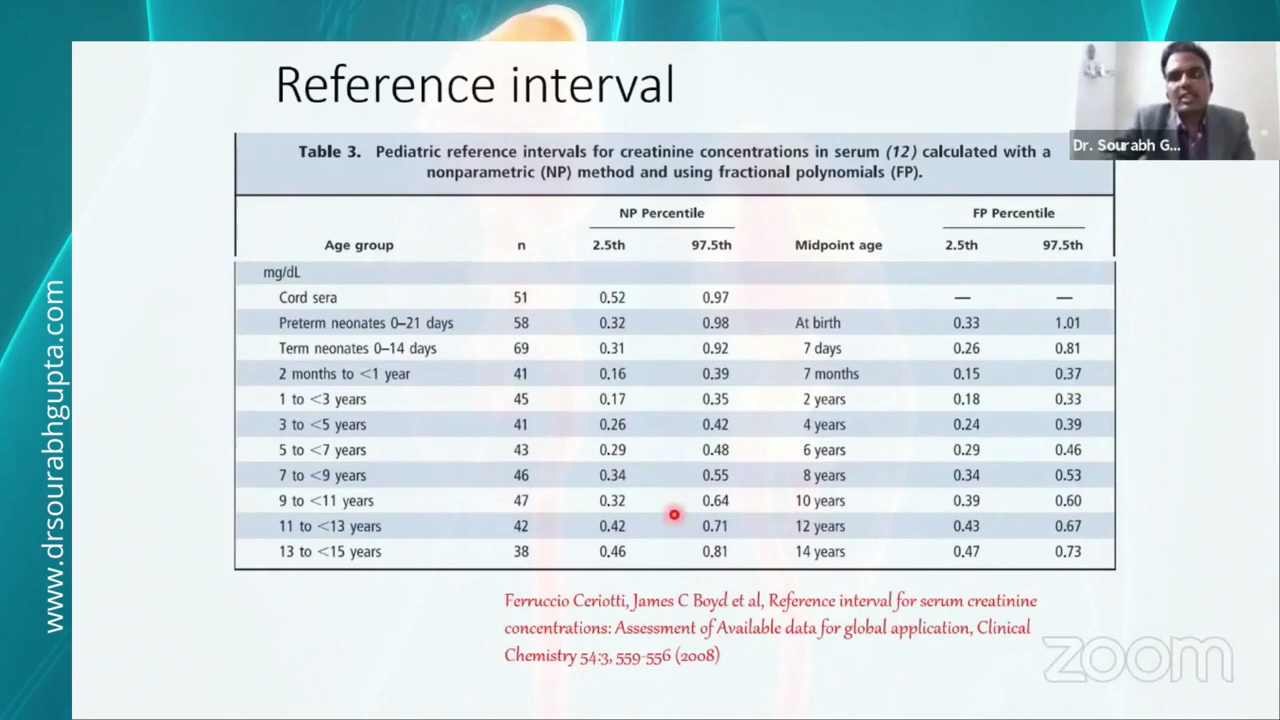 Reference interval
Dr. Sourabh G...
Table 3. Pediatric reference intervals for creatinine concentrations in serum (12) calculated with a
nonparametric (NP) method and using fractional polynomials (FP).
NP Percentile FP Percentile
Age group n 2.5th 97.5th Midpoint age 2.5th 97.5th
mg/dL
Cord sera 51 0.52 0.97 — —
Preterm neonates 0–21 days 58 0.32 0.98 At birth 0.33 1.01
Term neonates 0–14 days 69 0.31 0.92 7 days 0.26 0.81
2 months to <1 year 41 0.16 0.39 7 months 0.15 0.37
1 to <3 years 45 0.17 0.35 2 years 0.18 0.33
3 to <5 years 41 0.26 0.42 4 years 0.24 0.39
5 to <7 years 43 0.29 0.48 6 years 0.29 0.46
7 to <9 years 46 0.34 0.55 8 years 0.34 0.53
9 to <11 years 47 0.32 0.64 10 years 0.39 0.60
11 to <13 years 42 0.42 0.71 12 years 0.43 0.67
13 to <15 years 38 0.46 0.81 14 years 0.47 0.73
Ferruccio Ceriotti, James C Boyd et al, Reference interval for serum creatinine
concentrations: Assessment of Available data for global application, Clinical
Chemistry 54:3, 559-556 (2008)
www.drsourabhgupta.com
zoom